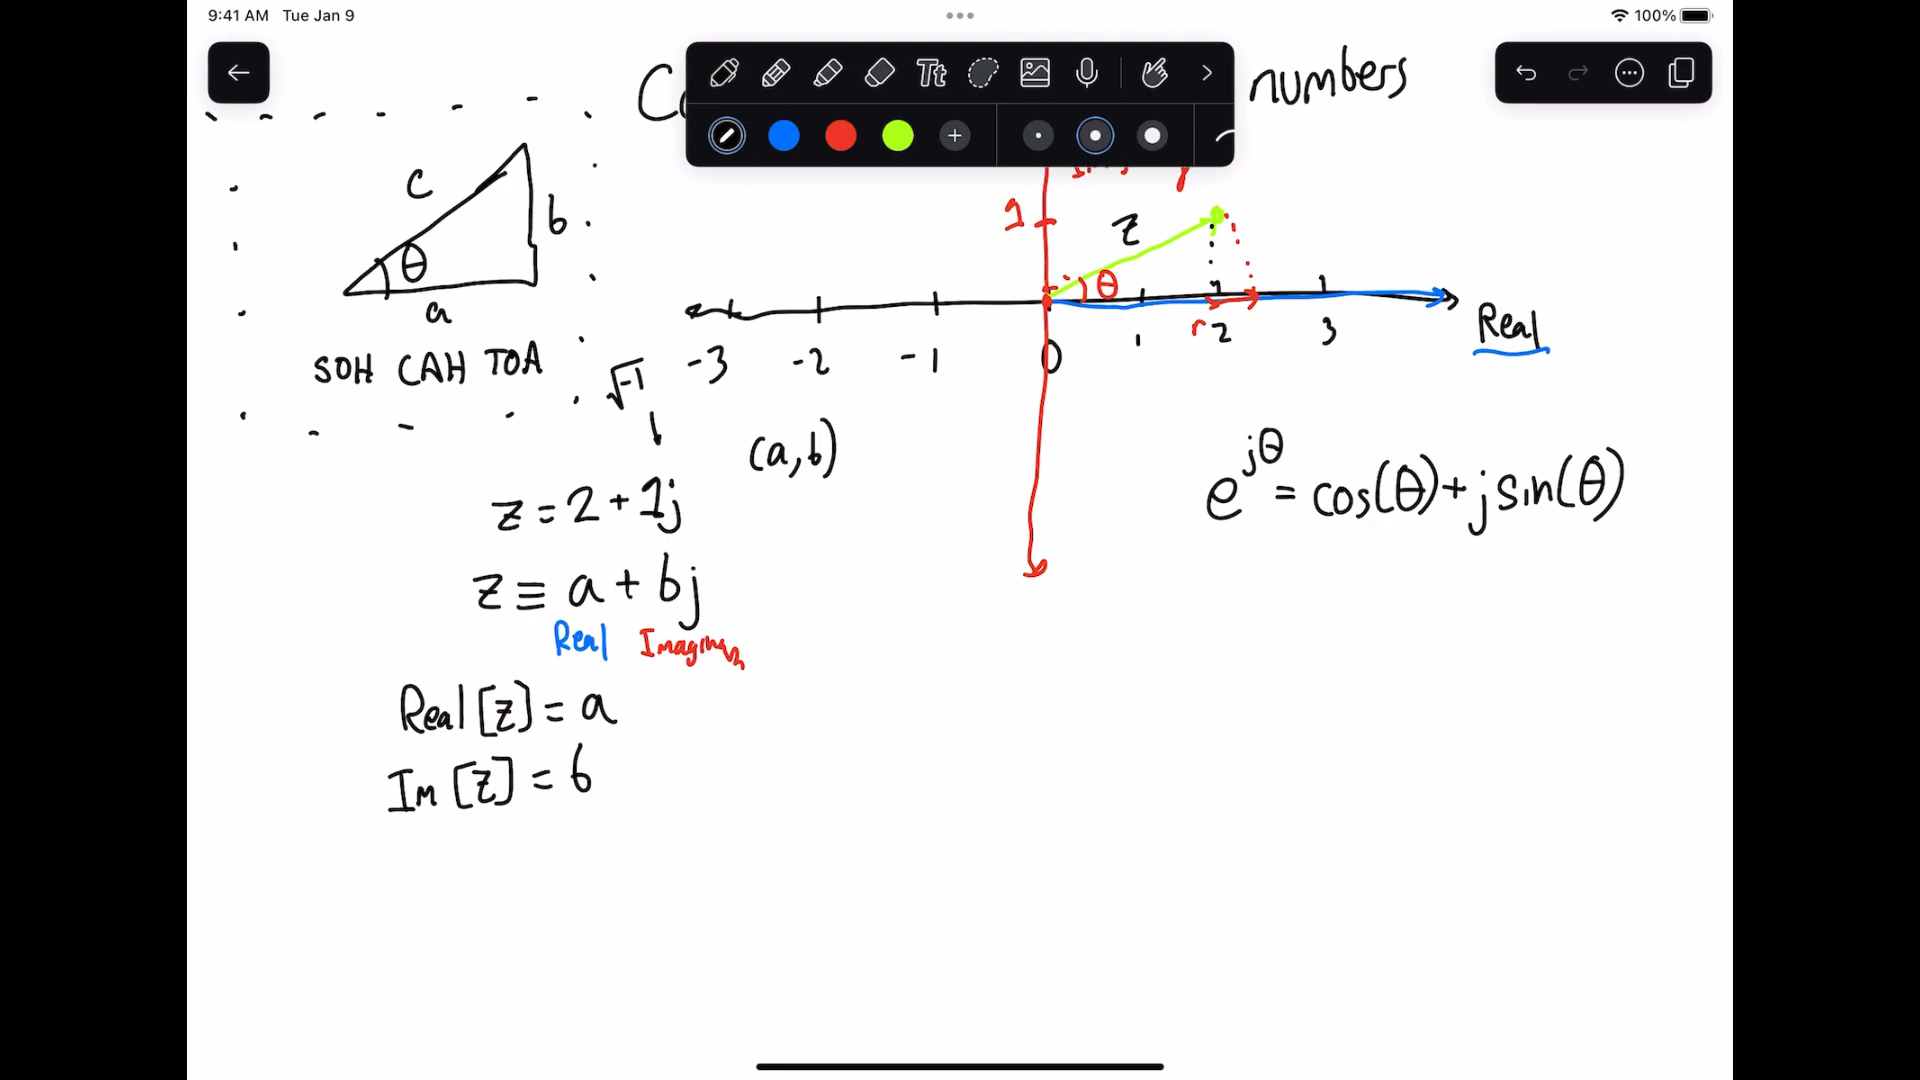 9:41 AM Tue Jan 9
100%
Tt
numbers
c
b
θ
a
SOH CAH TOA
1
z
θ
r
-3 -2 -1 0 1 2 3
Real
√-1
(a,b)
z = 2 + 1j
e^jθ = cos(θ) + j sin(θ)
z ≡ a + bj
Real
Real [z] = a
Im [z] = b